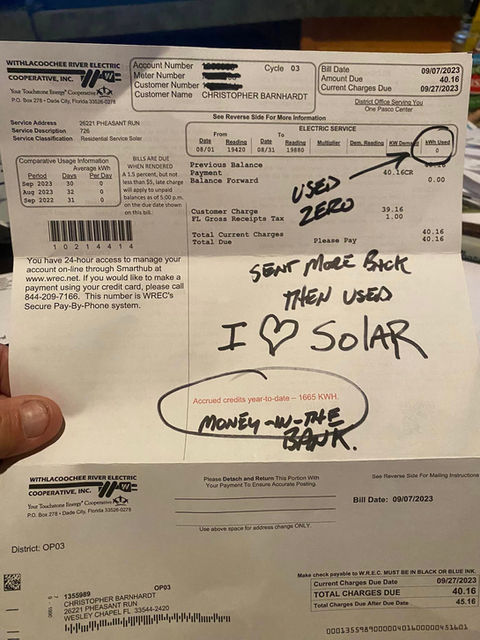 WITHLACOOCHEE RIVER ELECTRIC
COOPERATIVE, INC.
Your Touchstone Energy® Cooperative
P.O. Box 278 • Dade City, Florida 33526-0278
Account Number
Meter Number
Customer Number
Customer Name CHRISTOPHER BARNHARDT
Cycle 03
Bill Date 09/07/2023
Amount Due 40.16
Current Charges Due 09/27/2023
District Office Serving You
One Pasco Center
See Reverse Side For More Information
Service Address 26221 PHEASANT RUN
Service Description 726
Service Classification Residential Service Solar
ELECTRIC SERVICE
From To
Date Reading Date Reading Multiplier Dem. Reading KW Demand kWh Used
08/01 19420 08/31 19880 0
Comparative Usage Information
Average kWh
Period Days Per Day
Sep 2023 30 0
Aug 2023 32 0
Sep 2022 31 0
BILLS ARE DUE
WHEN RENDERED
A 1.5 percent, but not
less than $5, late charge
will apply to unpaid
balances as of 5:00 p.m.
on the due date shown
on this bill.
Previous Balance
Payment 40.16CR
Balance Forward 0.00
USED
ZERO
Customer Charge 39.16
FL Gross Receipts Tax 1.00
Total Current Charges 40.16
Total Due Please Pay 40.16
10214414
You have 24-hour access to manage your
account on-line through Smarthub at
www.wrec.net. If you would like to make a
payment using your credit card, please call
844-209-7166. This number is WREC's
Secure Pay-By-Phone system.
SENT MORE BACK
THEN USED
I ♡ SOLAR
Accrued credits year-to-date – 1665 KWH.
MONEY-IN-THE
BANK.
WITHLACOOCHEE RIVER ELECTRIC
COOPERATIVE, INC.
Your Touchstone Energy® Cooperative
P.O. Box 278 • Dade City, Florida 33526-0278
Please Detach and Return This Portion With
Your Payment To Ensure Accurate Posting.
See Reverse Side For Mailing Instructions
Bill Date: 09/07/2023
Use above space for address change ONLY.
District: OP03
1355989 OP03
CHRISTOPHER BARNHARDT
26221 PHEASANT RUN
WESLEY CHAPEL FL 33544-2420
Make check payable to W.R.E.C. MUST BE IN BLACK OR BLUE INK.
Current Charges Due Date 09/27/2023
TOTAL CHARGES DUE 40.16
Total Charges Due After Due Date 45.16